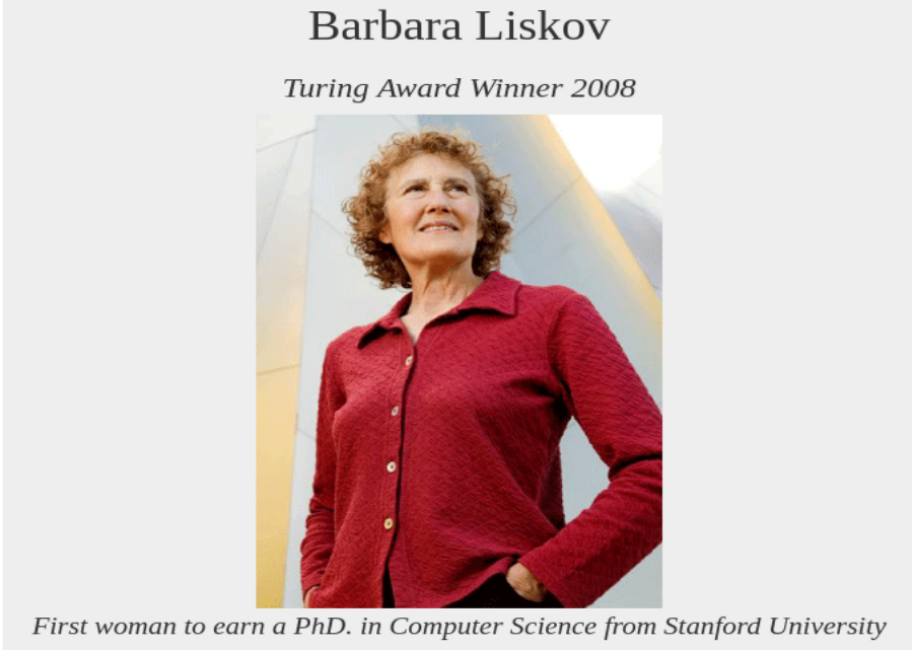 Barbara Liskov
Turing Award Winner 2008
First woman to earn a PhD. in Computer Science from Stanford University